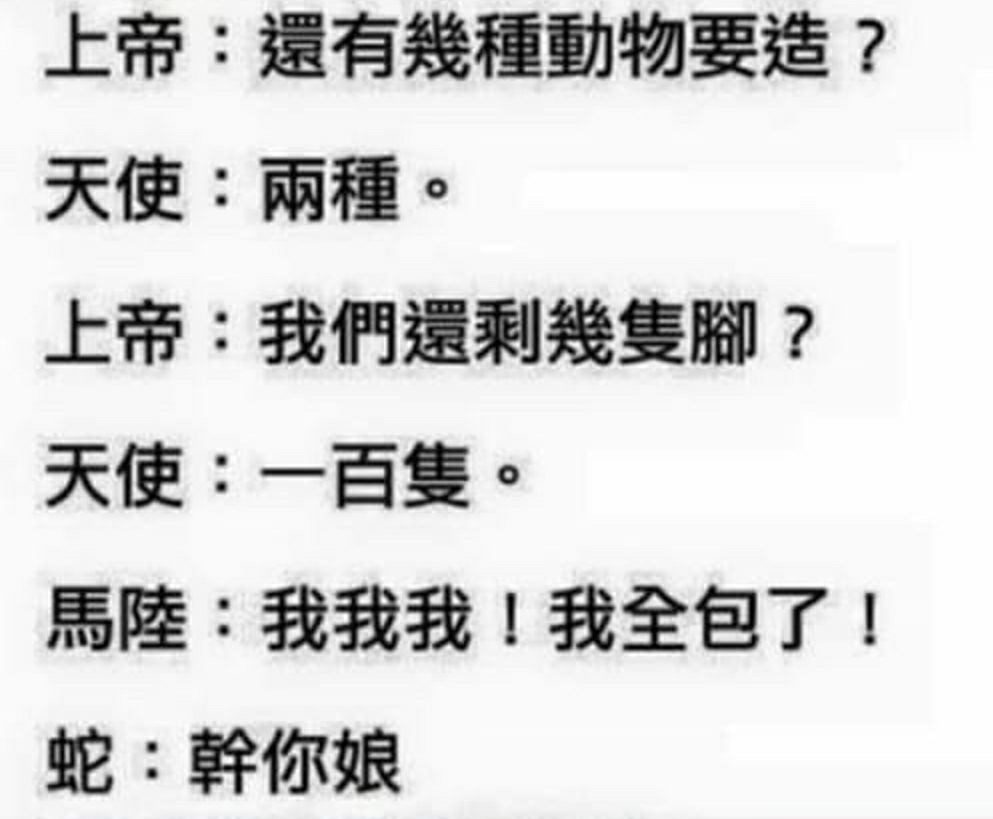 上帝：還有幾種動物要造？
天使：兩種。
上帝：我們還剩幾隻腳？
天使：一百隻。
馬陸：我我我！我全包了！
蛇：幹你娘